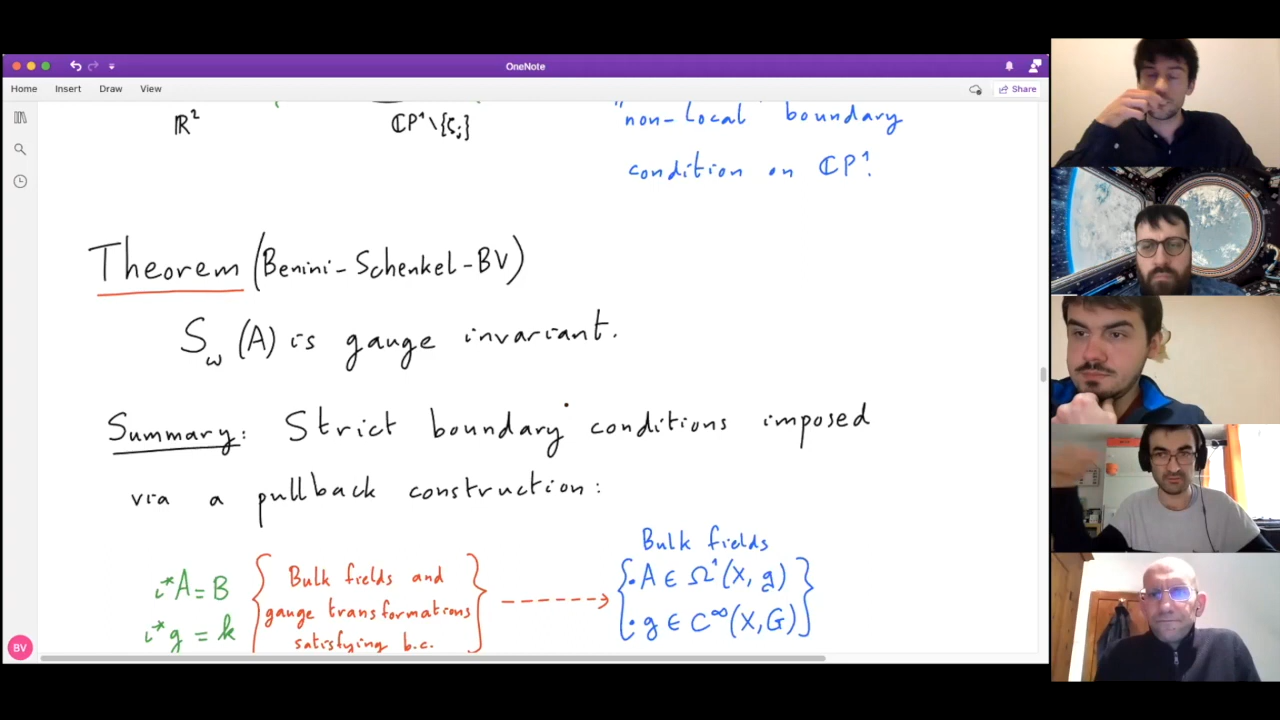 OneNote
Home Insert Draw View Share
ℝ² ℂP¹\{ζᵢ} "non-local" boundary
condition on ℂP¹.
Theorem (Benini-Schenkel-BV)
S_ω (A) is gauge invariant.
Summary: Strict boundary conditions imposed
via a pullback construction:
Bulk fields
i*A = B { Bulk fields and { • A ∈ Ω¹(X, g) }
i*g = k gauge transformations • g ∈ C^∞(X, G)
satisfying b.c. }
BV